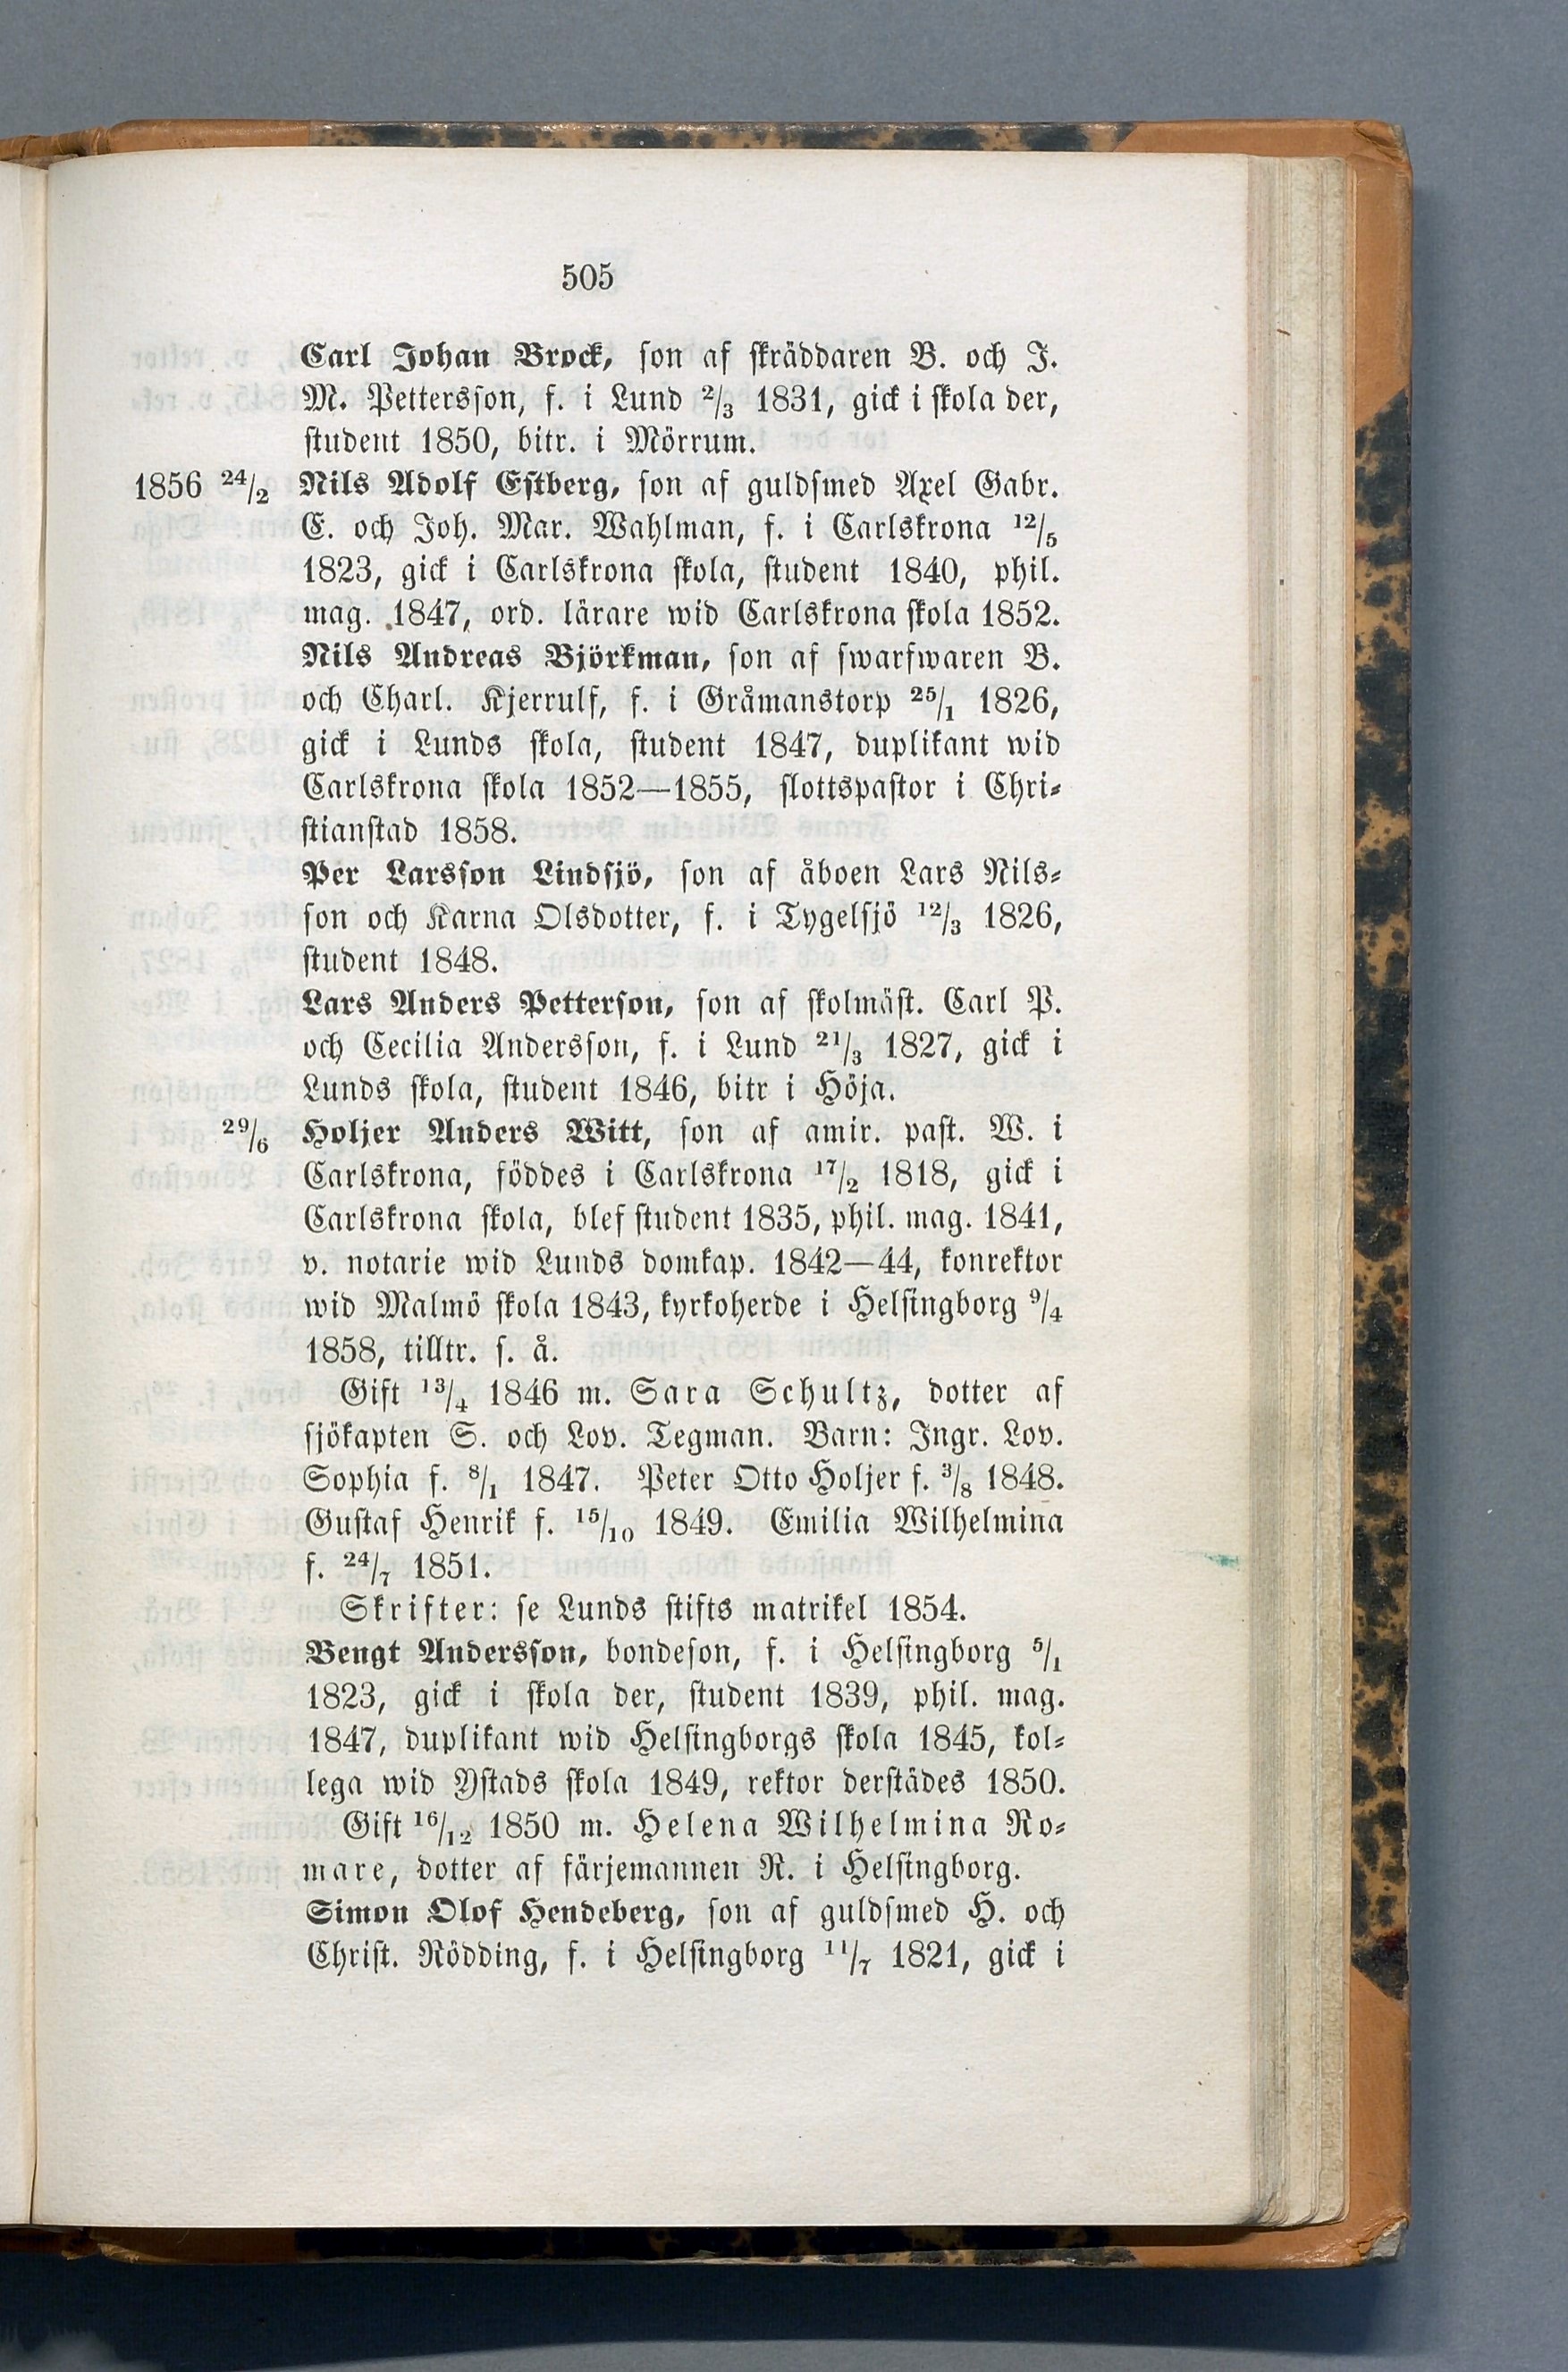 505
Carl Johan Brock, son af skräddaren B. och J.
M. Pettersson, f. i Lund 2/3 1831, gick i skola der,
student 1850, bitr. i Mörrum.
1856 24/2 Nils Adolf Estberg, son af guldsmed Axel Gabr.
E. och Joh. Mar. Wahlman, f. i Carlskrona 12/5
1823, gick i Carlskrona skola, student 1840, phil.
mag. 1847, ord. lärare wid Carlskrona skola 1852.
Nils Andreas Björkman, son af swarfwaren B.
och Charl. Kjerrulf, f. i Gråmanstorp 25/1 1826,
gick i Lunds skola, student 1847, duplikant wid
Carlskrona skola 1852—1855, slottspastor i Chri-
stianstad 1858.
Per Larsson Lindsjö, son af åboen Lars Nils-
son och Karna Olsdotter, f. i Tygelsjö 12/3 1826,
student 1848.
Lars Anders Petterson, son af skolmäst. Carl P.
och Cecilia Andersson, f. i Lund 21/3 1827, gick i
Lunds skola, student 1846, bitr i Höja.
29/6 Holjer Anders Witt, son af amir. past. W. i
Carlskrona, föddes i Carlskrona 17/2 1818, gick i
Carlskrona skola, blef student 1835, phil. mag. 1841,
v. notarie wid Lunds domkap. 1842—44, konrektor
wid Malmö skola 1843, kyrkoherde i Helsingborg 9/4
1858, tilltr. s. å.
Gift 13/4 1846 m. Sara Schultz, dotter af
sjökapten S. och Lov. Tegman. Barn: Ingr. Lov.
Sophia f. 8/1 1847. Peter Otto Holjer f. 3/8 1848.
Gustaf Henrik f. 15/10 1849. Emilia Wilhelmina
f. 24/7 1851.
Skrifter: se Lunds stifts matrikel 1854.
Bengt Andersson, bondeson, f. i Helsingborg 5/1
1823, gick i skola der, student 1839, phil. mag.
1847, duplikant wid Helsingborgs skola 1845, kol-
lega wid Ystads skola 1849, rektor derstädes 1850.
Gift 16/12 1850 m. Helena Wilhelmina Ro-
mare, dotter af färjemannen R. i Helsingborg.
Simon Olof Hendeberg, son af guldsmed H. och
Christ. Rödding, f. i Helsingborg 11/7 1821, gick i